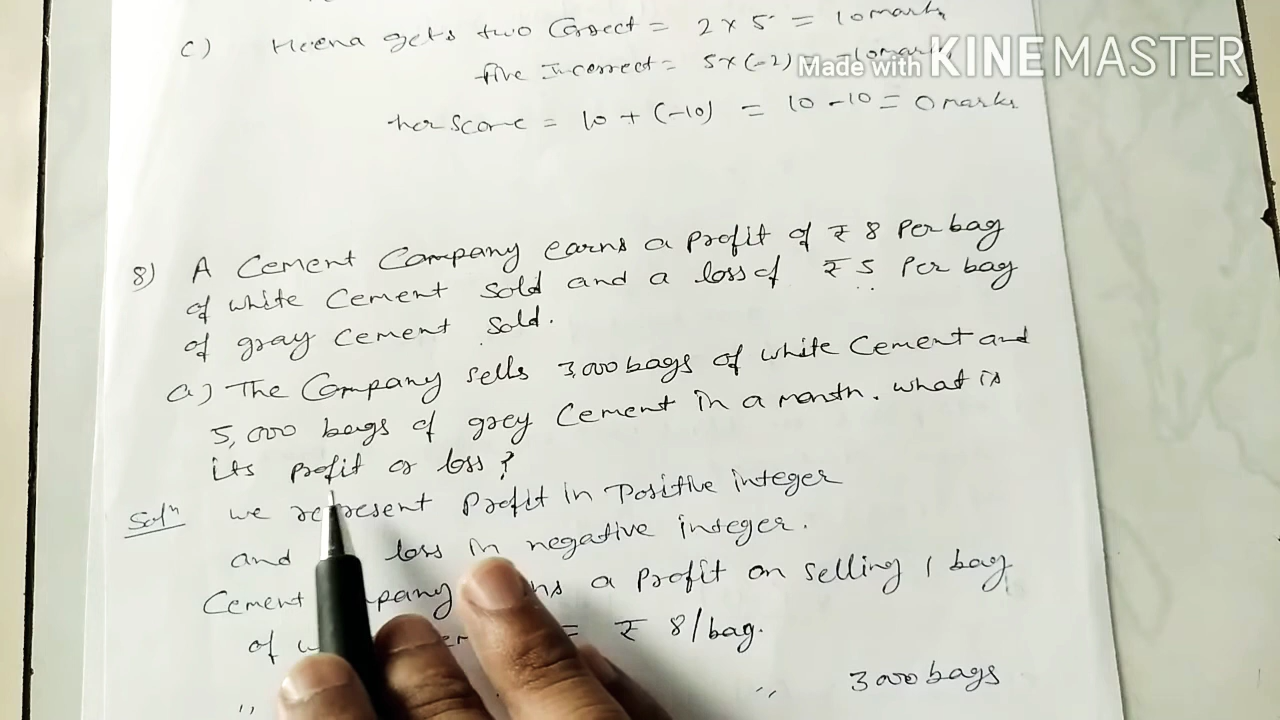 c) Heena gets two Correct = 2 x 5 = 10 marks
five Incorrect = 5x(-2) = -10 marks
Made with KINEMASTER
her score = 10 + (-10) = 10 - 10 = 0 marks
8) A Cement Company earns a profit of ₹ 8 Per bag
of white Cement sold and a loss of ₹ 5 Per bag
of gray Cement sold.
a) The Company sells 3,000 bags of white Cement and
5,000 bags of grey Cement in a month. what is
its profit or loss?
Solⁿ we represent Profit in Positive integer
and loss in negative integer.
Cement a profit on selling 1 bag
of = ₹ 8/bag.
,, ,, 3000 bags